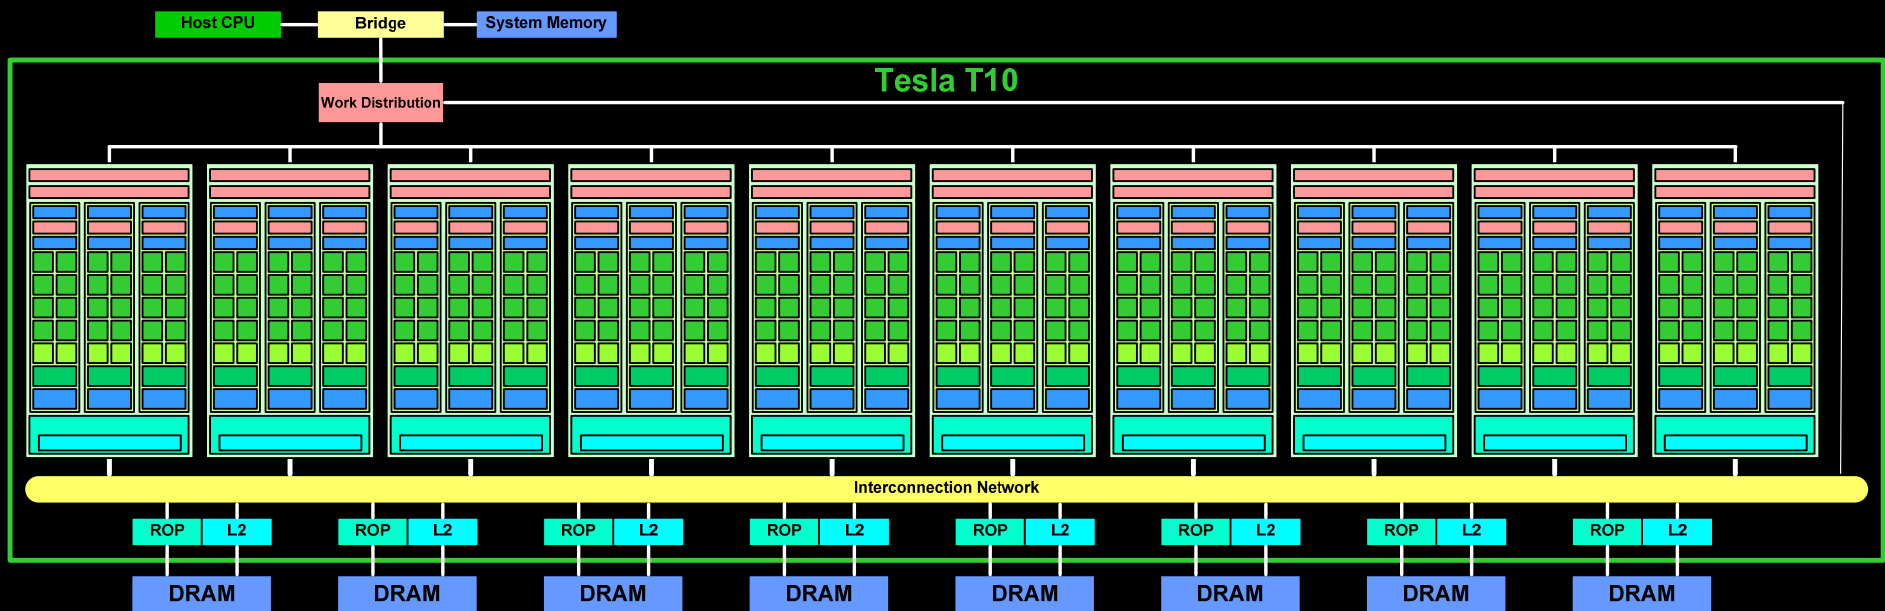 Host CPU
Bridge
System Memory
Tesla T10
Work Distribution
Interconnection Network
ROP L2 ROP L2 ROP L2 ROP L2 ROP L2 ROP L2 ROP L2 ROP L2
DRAM DRAM DRAM DRAM DRAM DRAM DRAM DRAM